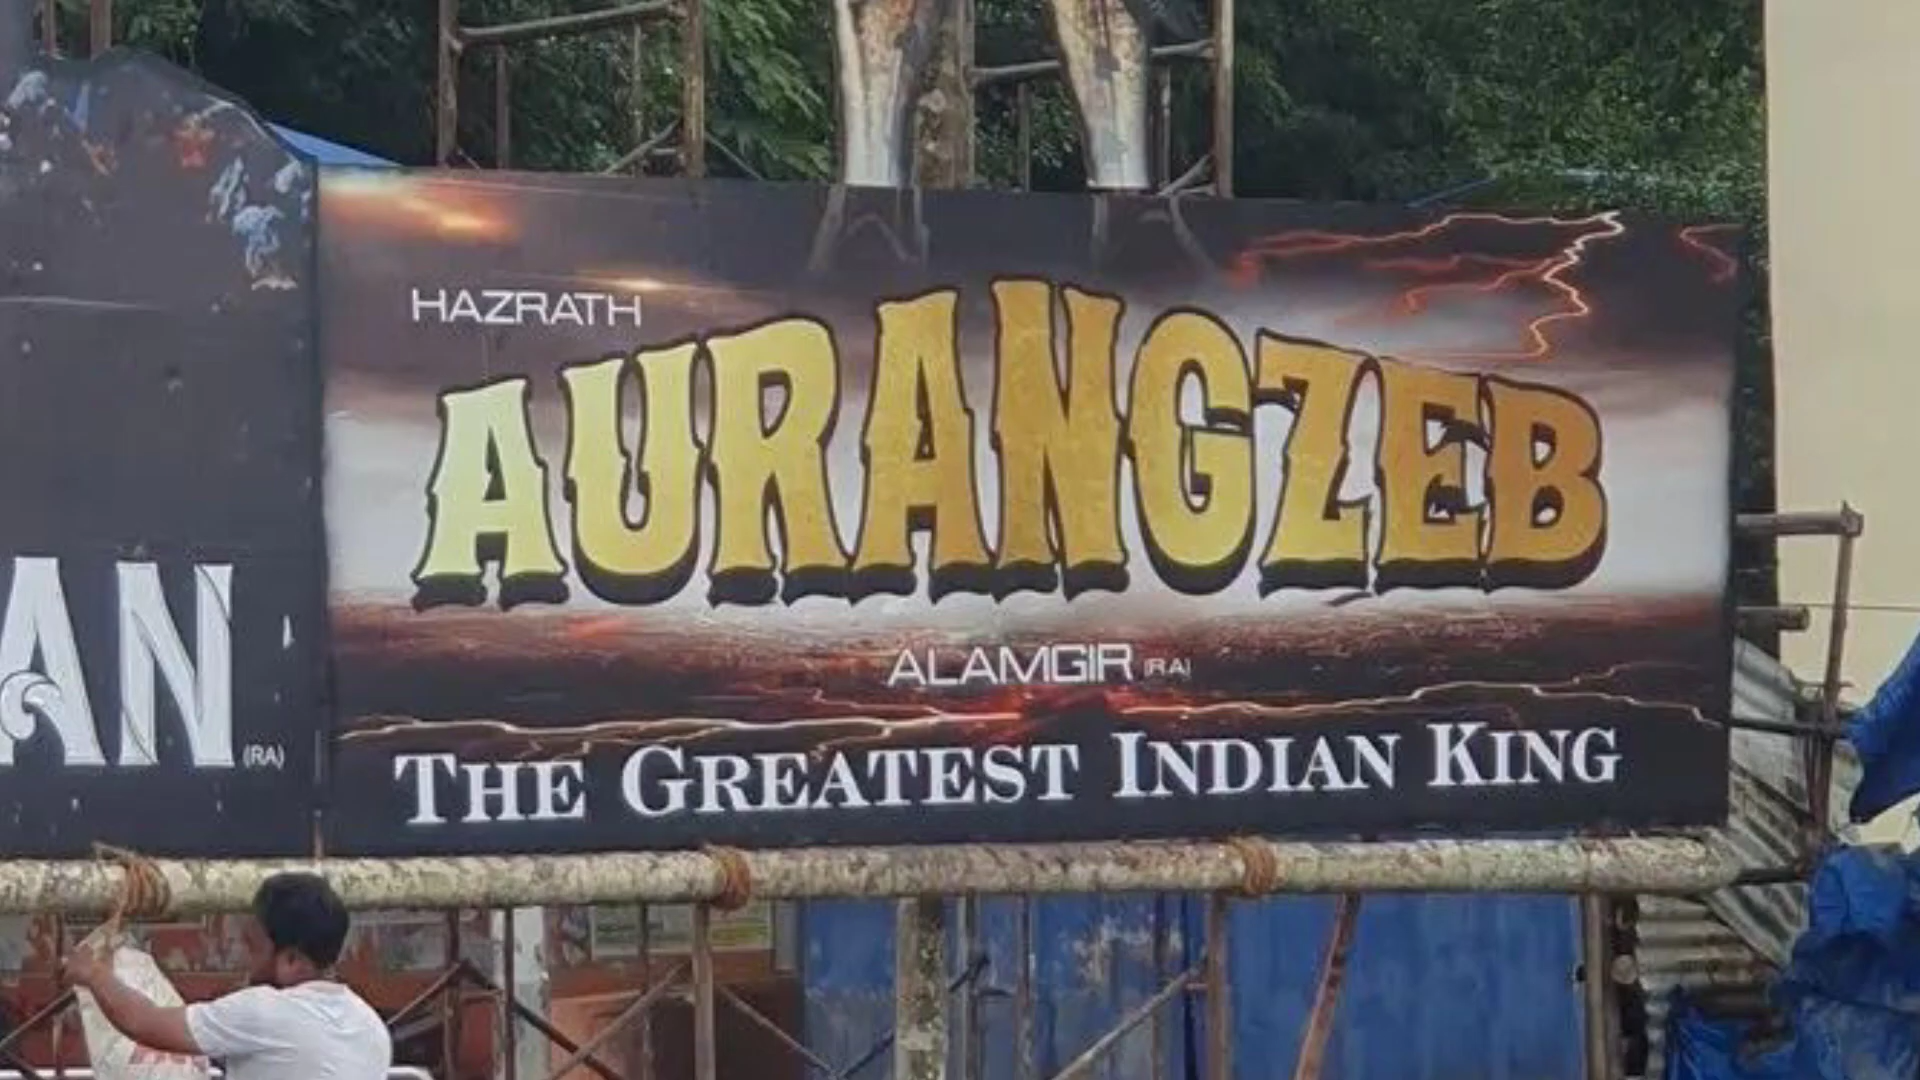 HAZRATH
AURANGZEB
ALAMGIR (RA)
THE GREATEST INDIAN KING
AN (RA)